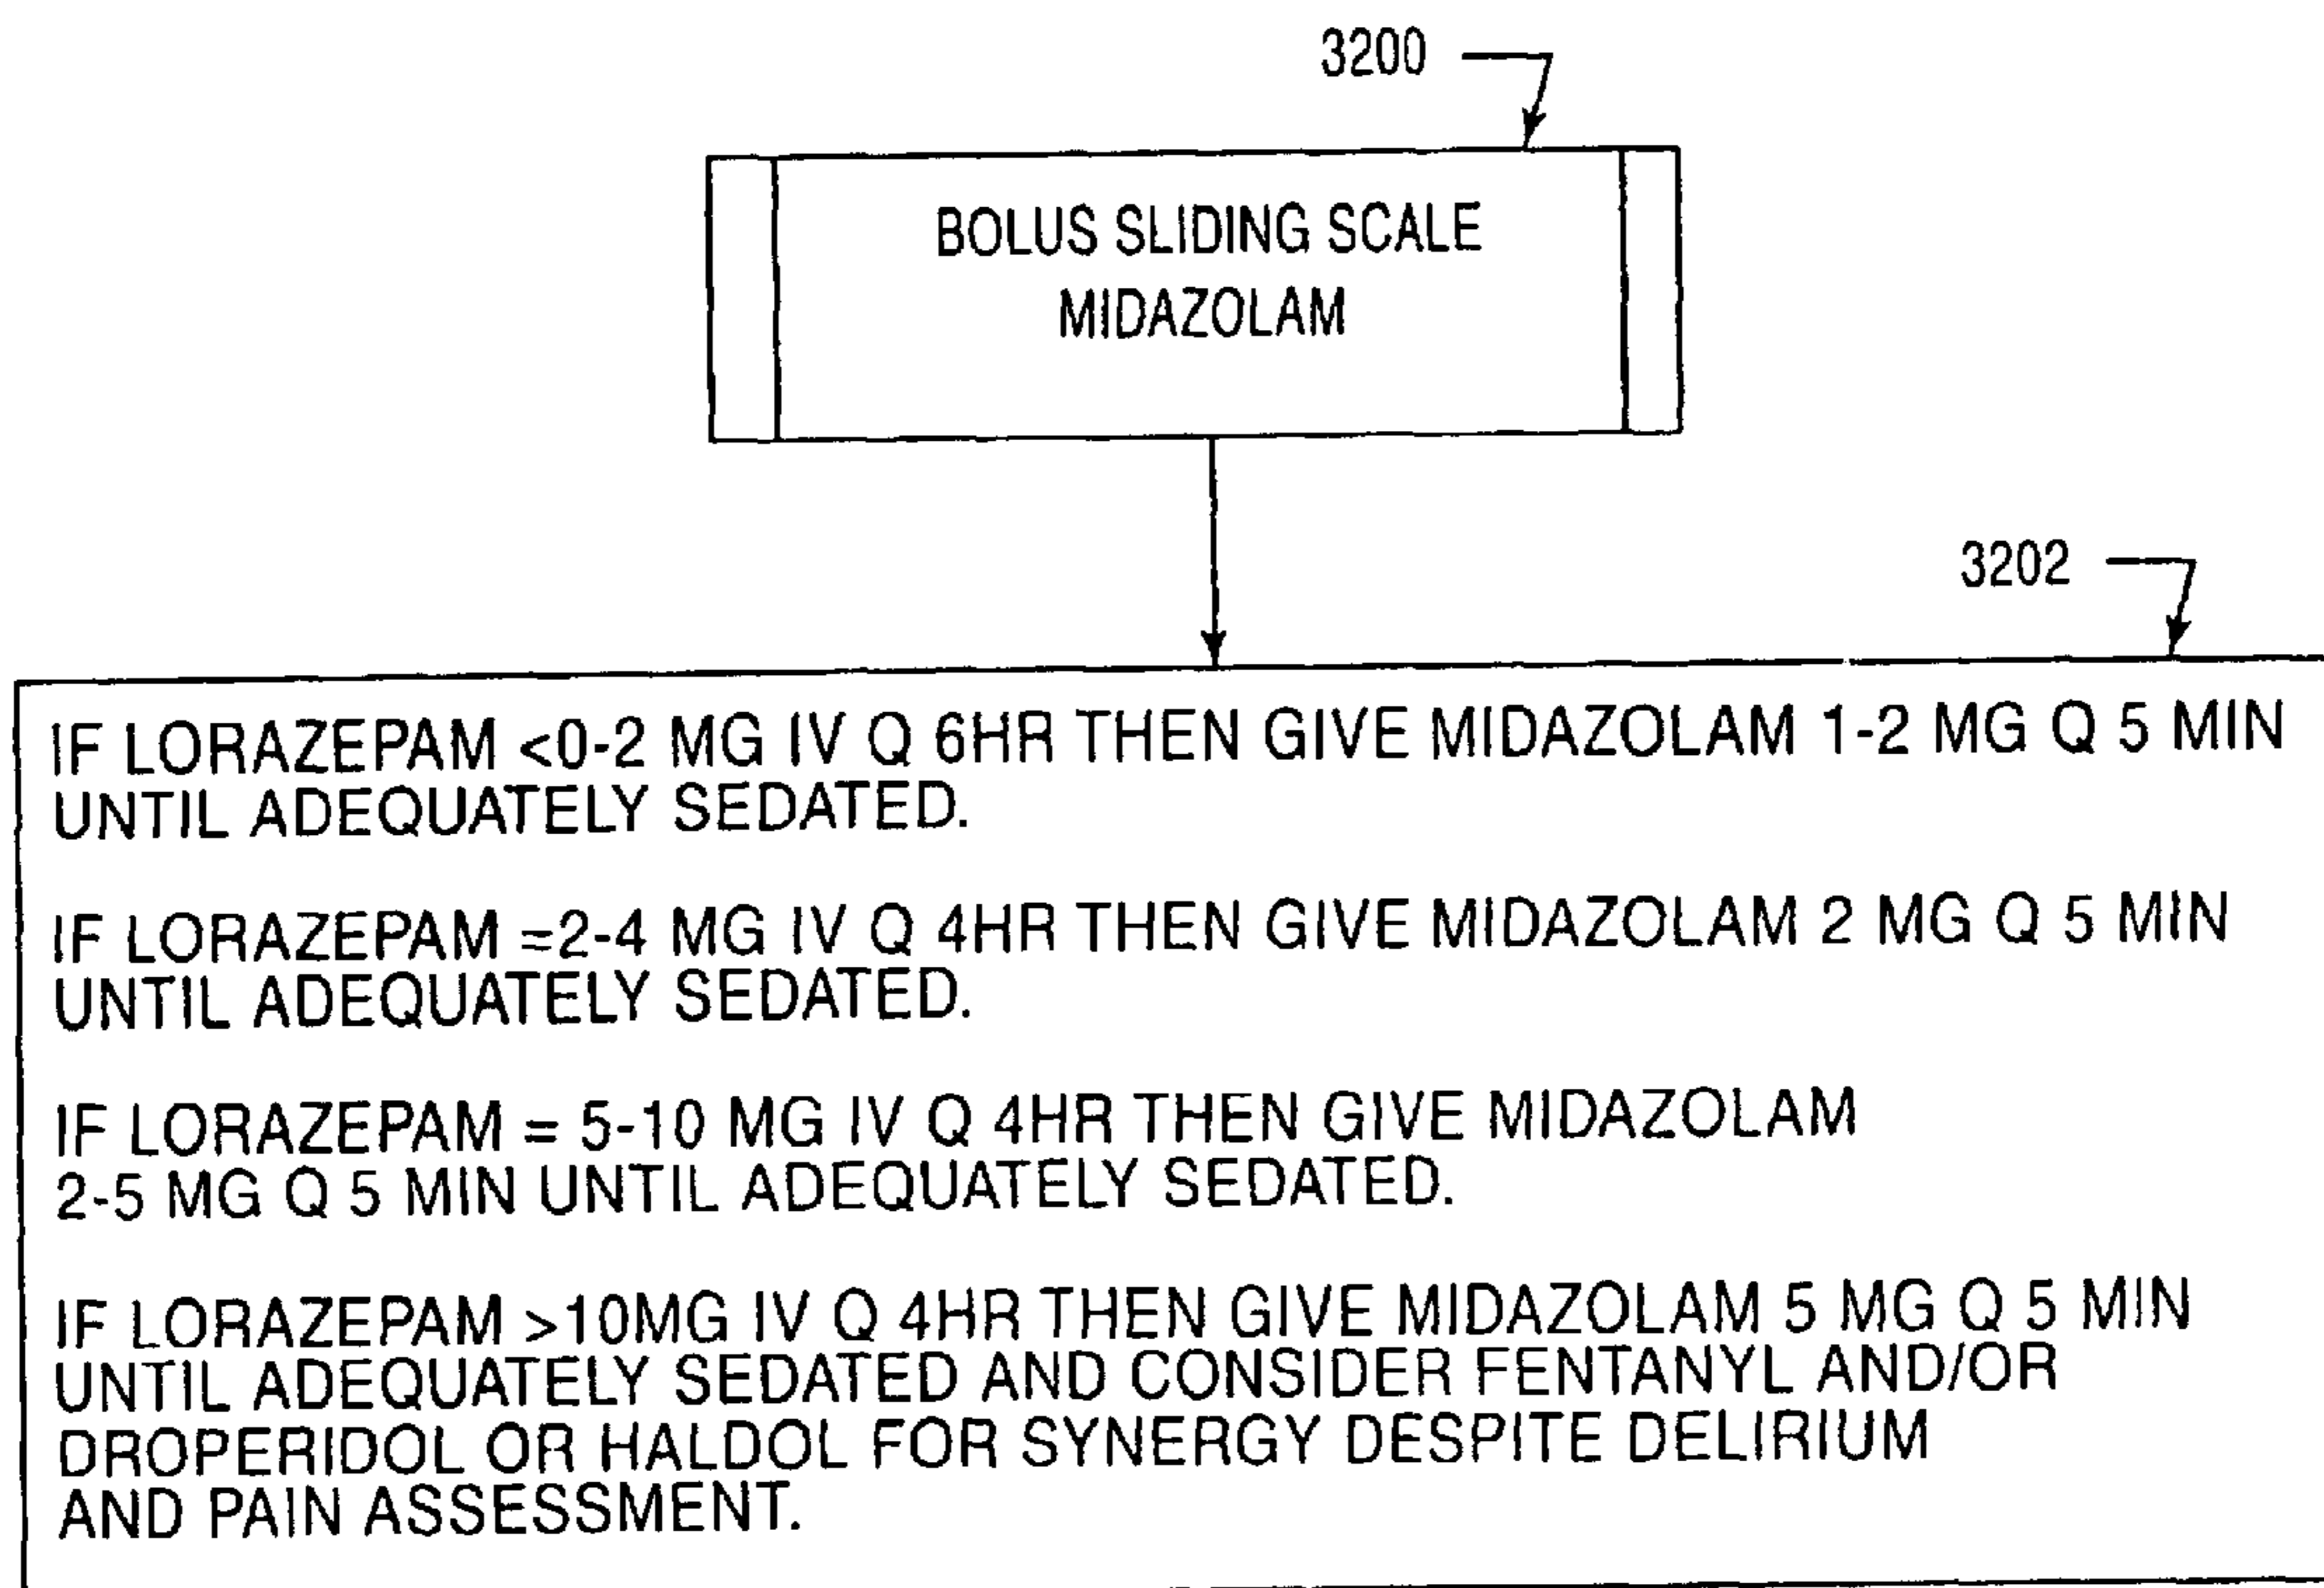 3200
BOLUS SLIDING SCALE
MIDAZOLAM
3202
IF LORAZEPAM <0-2 MG IV Q 6HR THEN GIVE MIDAZOLAM 1-2 MG Q 5 MIN
UNTIL ADEQUATELY SEDATED.
IF LORAZEPAM =2-4 MG IV Q 4HR THEN GIVE MIDAZOLAM 2 MG Q 5 MIN
UNTIL ADEQUATELY SEDATED.
IF LORAZEPAM = 5-10 MG IV Q 4HR THEN GIVE MIDAZOLAM
2-5 MG Q 5 MIN UNTIL ADEQUATELY SEDATED.
IF LORAZEPAM >10MG IV Q 4HR THEN GIVE MIDAZOLAM 5 MG Q 5 MIN
UNTIL ADEQUATELY SEDATED AND CONSIDER FENTANYL AND/OR
DROPERIDOL OR HALDOL FOR SYNERGY DESPITE DELIRIUM
AND PAIN ASSESSMENT.